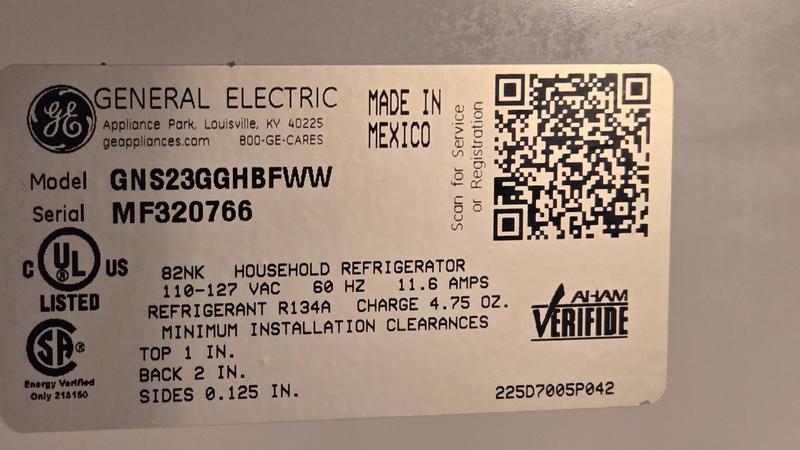 GE
GENERAL ELECTRIC
Appliance Park, Louisville, KY 40225
geappliances.com 800-GE-CARES
MADE IN
MEXICO
Scan for Service
or Registration
Model GNS23GGHBFWW
Serial MF320766
C UL ® US
LISTED
82NK HOUSEHOLD REFRIGERATOR
110-127 VAC 60 HZ 11.6 AMPS
REFRIGERANT R134A CHARGE 4.75 OZ.
MINIMUM INSTALLATION CLEARANCES
TOP 1 IN.
BACK 2 IN.
SIDES 0.125 IN.
SA ®
Energy Verified
Only 218150
AHAM
VERIFIDE
225D7005P042